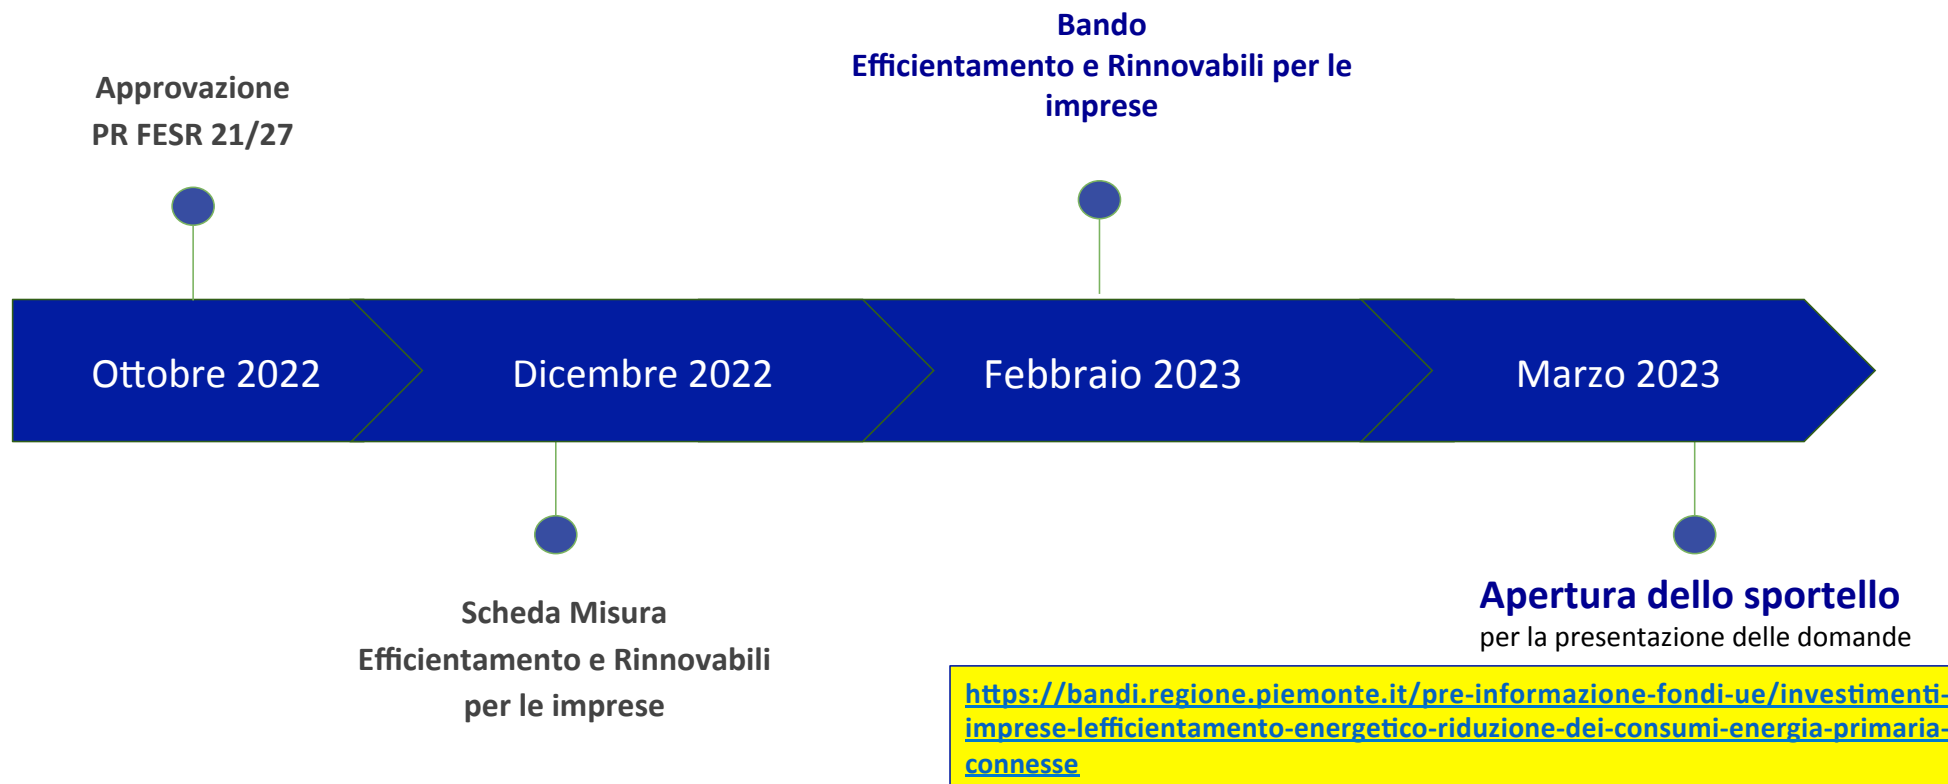 Bando
Efficientamento e Rinnovabili per le
imprese
Approvazione
PR FESR 21/27
Ottobre 2022
Dicembre 2022
Febbraio 2023
Marzo 2023
Scheda Misura
Efficientamento e Rinnovabili
per le imprese
Apertura dello sportello
per la presentazione delle domande
https://bandi.regione.piemonte.it/pre-informazione-fondi-ue/investimenti-
imprese-lefficientamento-energetico-riduzione-dei-consumi-energia-primaria-
connesse